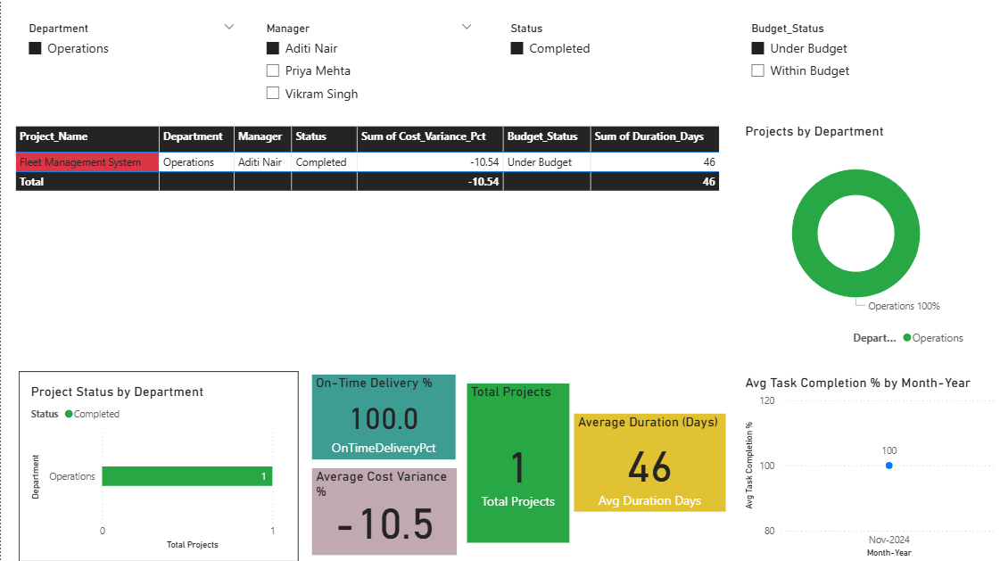 Department
Operations
Manager
Aditi Nair
Priya Mehta
Vikram Singh
Status
Completed
Budget_Status
Under Budget
Within Budget
Project_Name Department Manager Status Sum of Cost_Variance_Pct Budget_Status Sum of Duration_Days
Fleet Management System Operations Aditi Nair Completed -10.54 Under Budget 46
Total -10.54 46
Projects by Department
Operations 100%
Depart... Operations
Project Status by Department
Status Completed
Department
Operations
1
0 1
Total Projects
On-Time Delivery %
100.0
OnTimeDeliveryPct
Average Cost Variance
%
-10.5
Total Projects
1
Total Projects
Average Duration (Days)
46
Avg Duration Days
Avg Task Completion % by Month-Year
Avg Task Completion %
120
100
100
80
Nov-2024
Month-Year